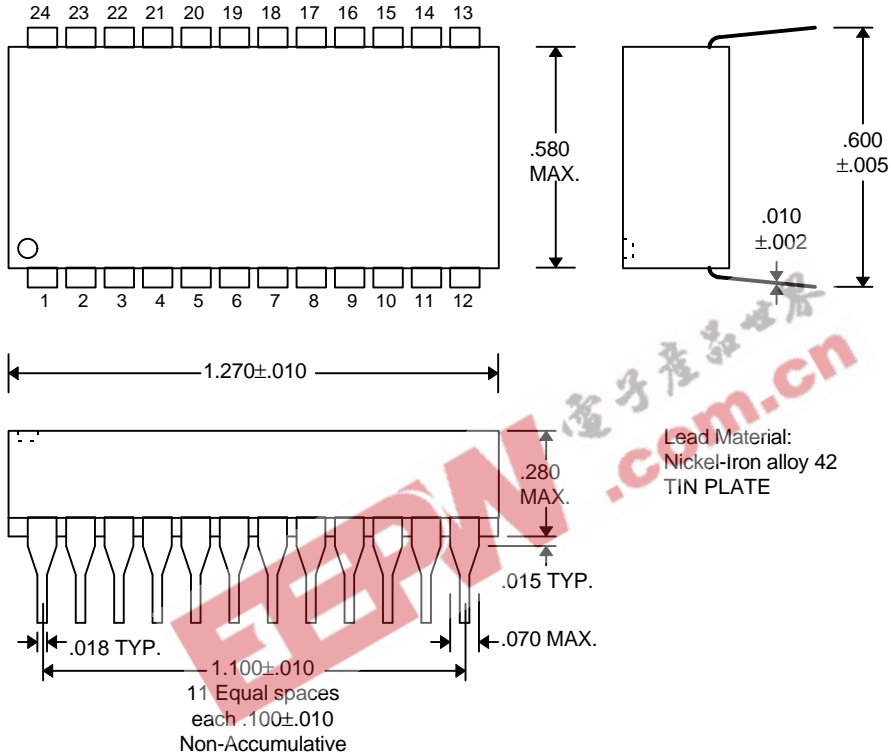 24 23 22 21 20 19 18 17 16 15 14 13
1 2 3 4 5 6 7 8 9 10 11 12
.580
MAX.
.600
±.005
.010
±.002
1.270±.010
.280
MAX.
Lead Material:
Nickel-Iron alloy 42
TIN PLATE
.015 TYP.
.018 TYP.
.070 MAX.
1.100±.010
11 Equal spaces
each .100±.010
Non-Accumulative
EEPW
電子產品世界
.com.cn